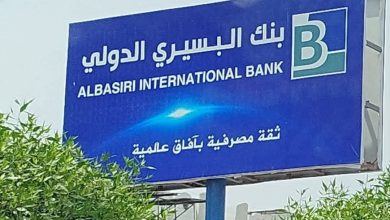 بنك البسيري الدولي
B
ALBASIRI INTERNATIONAL BANK
ثقة مصرفية بآفاق عالمية